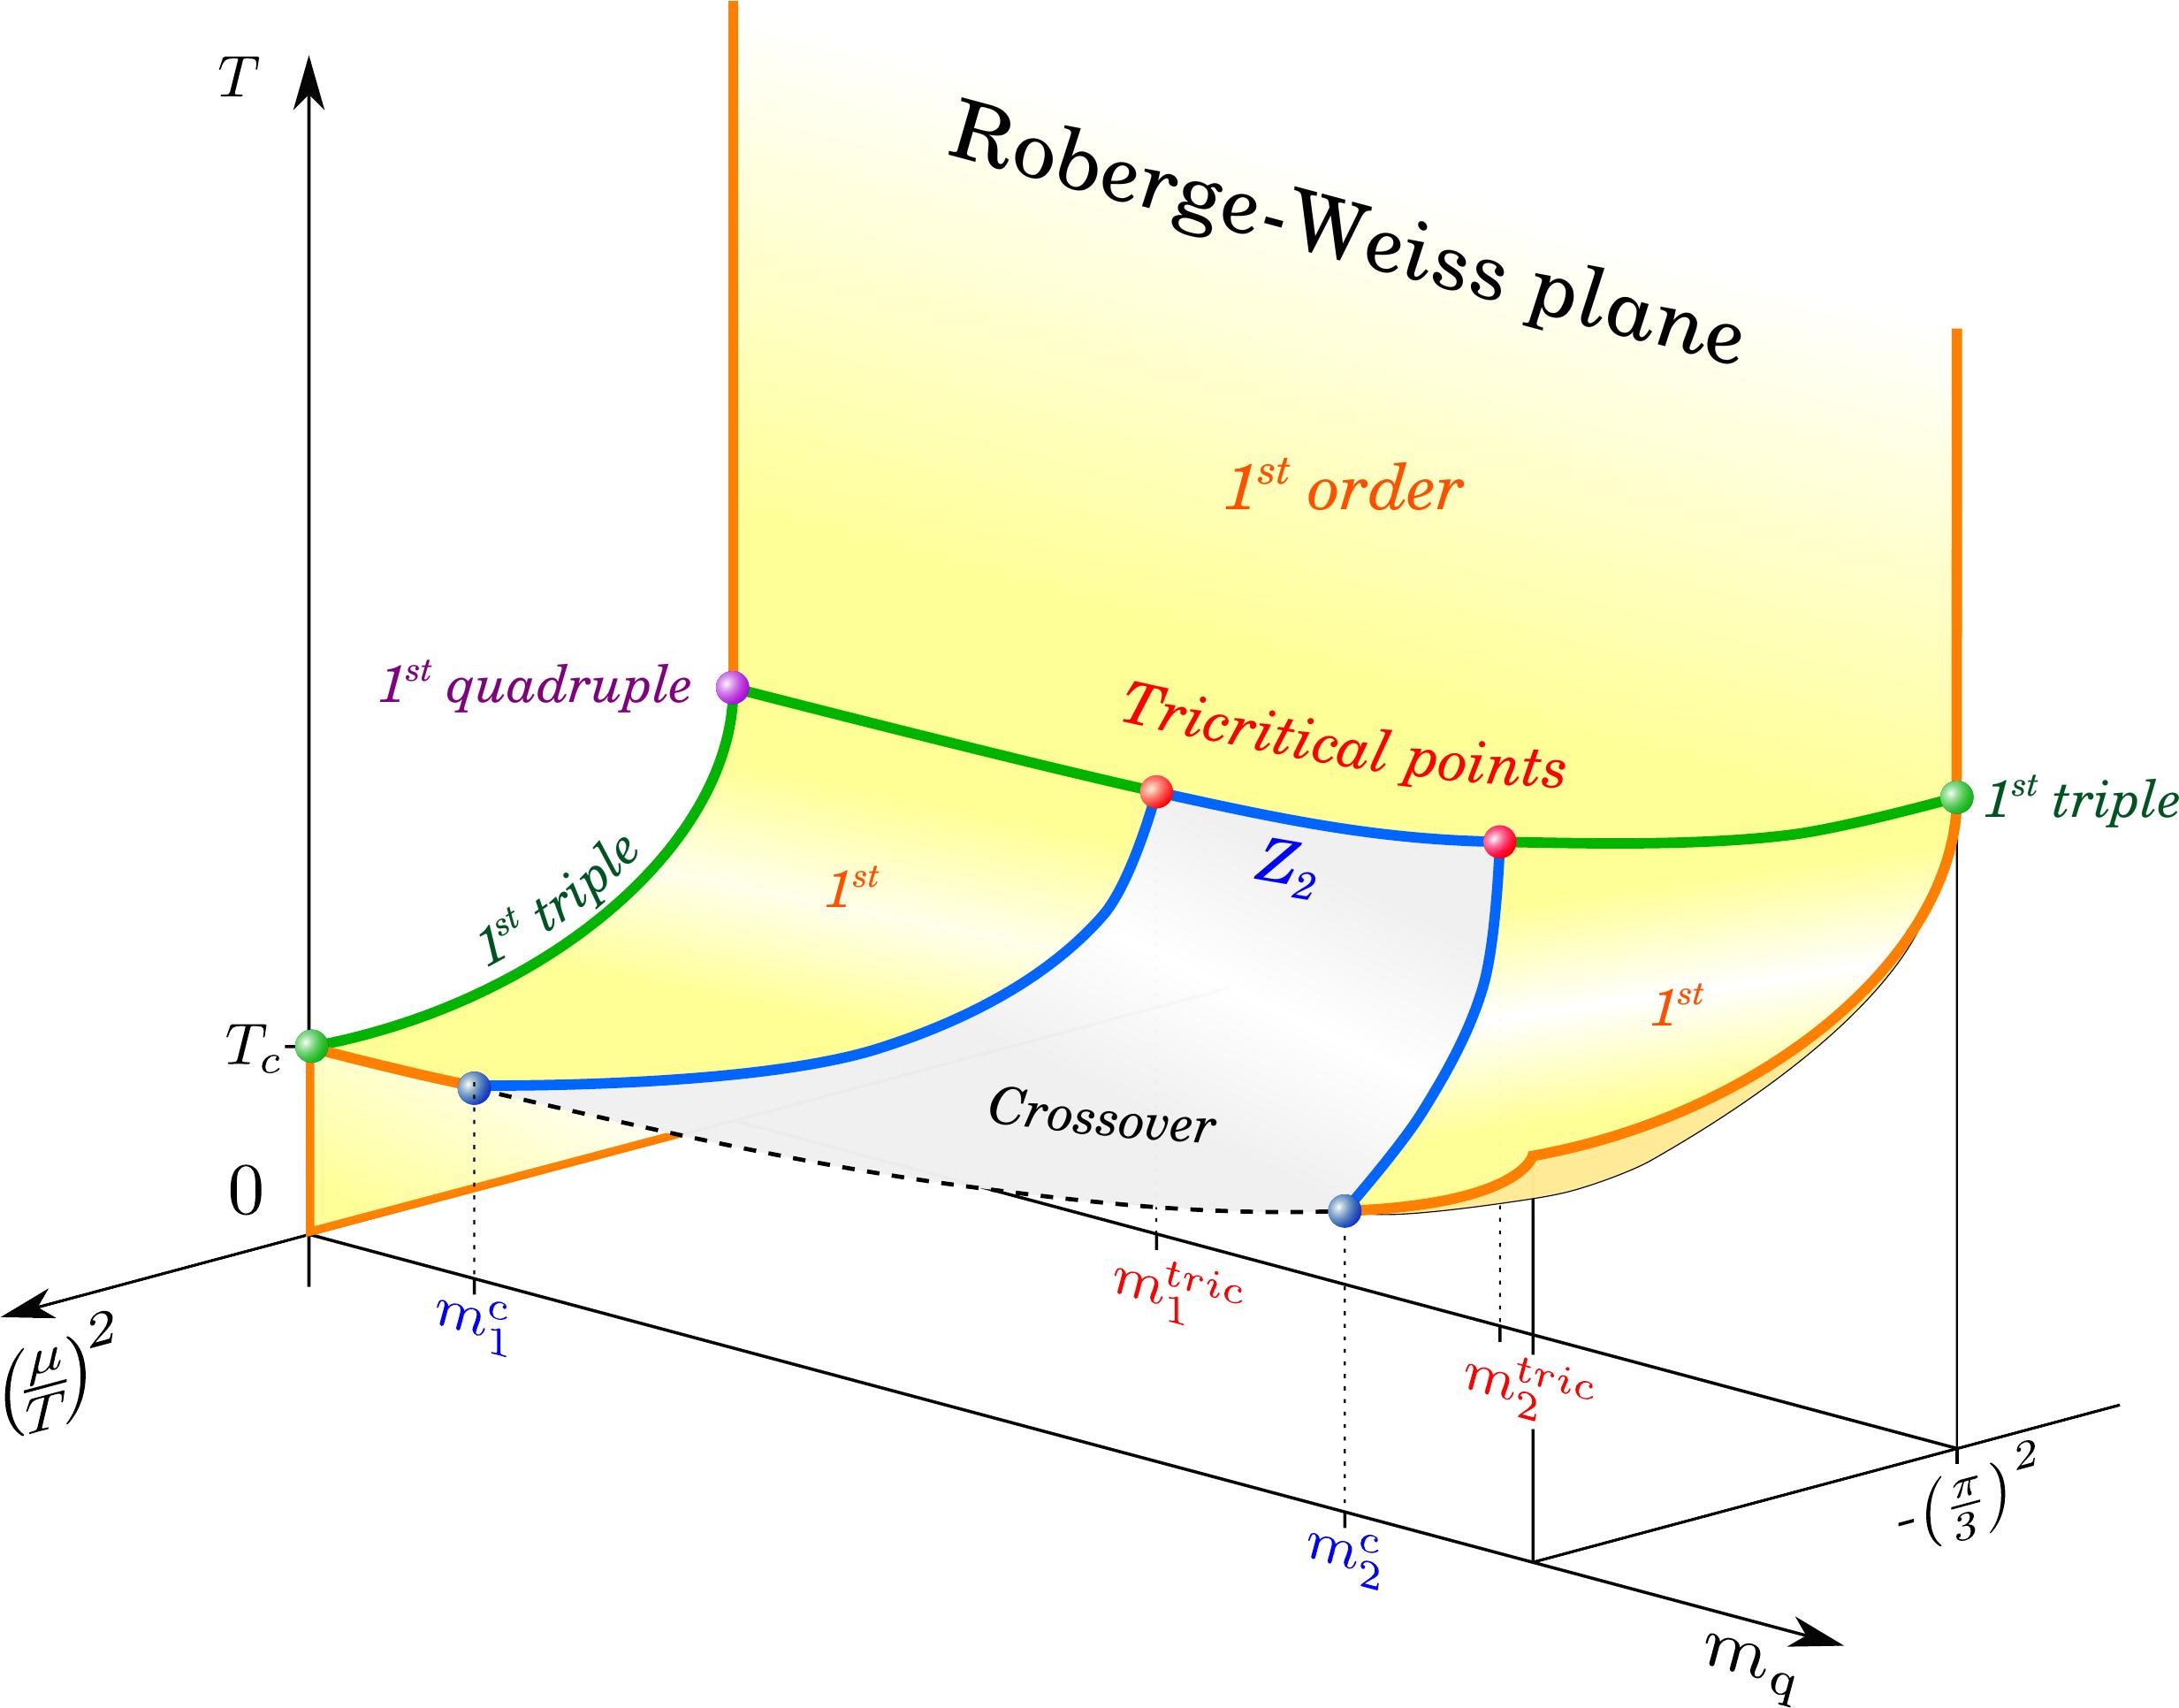 T
Roberge-Weiss plane
1st order
1st quadruple
Tricritical points
1st triple
1st triple
Z2
1st
1st
Tc
Crossover
0
m1c
m1tric
m2tric
(μ/T)2
-(π/3)2
m2c
mq